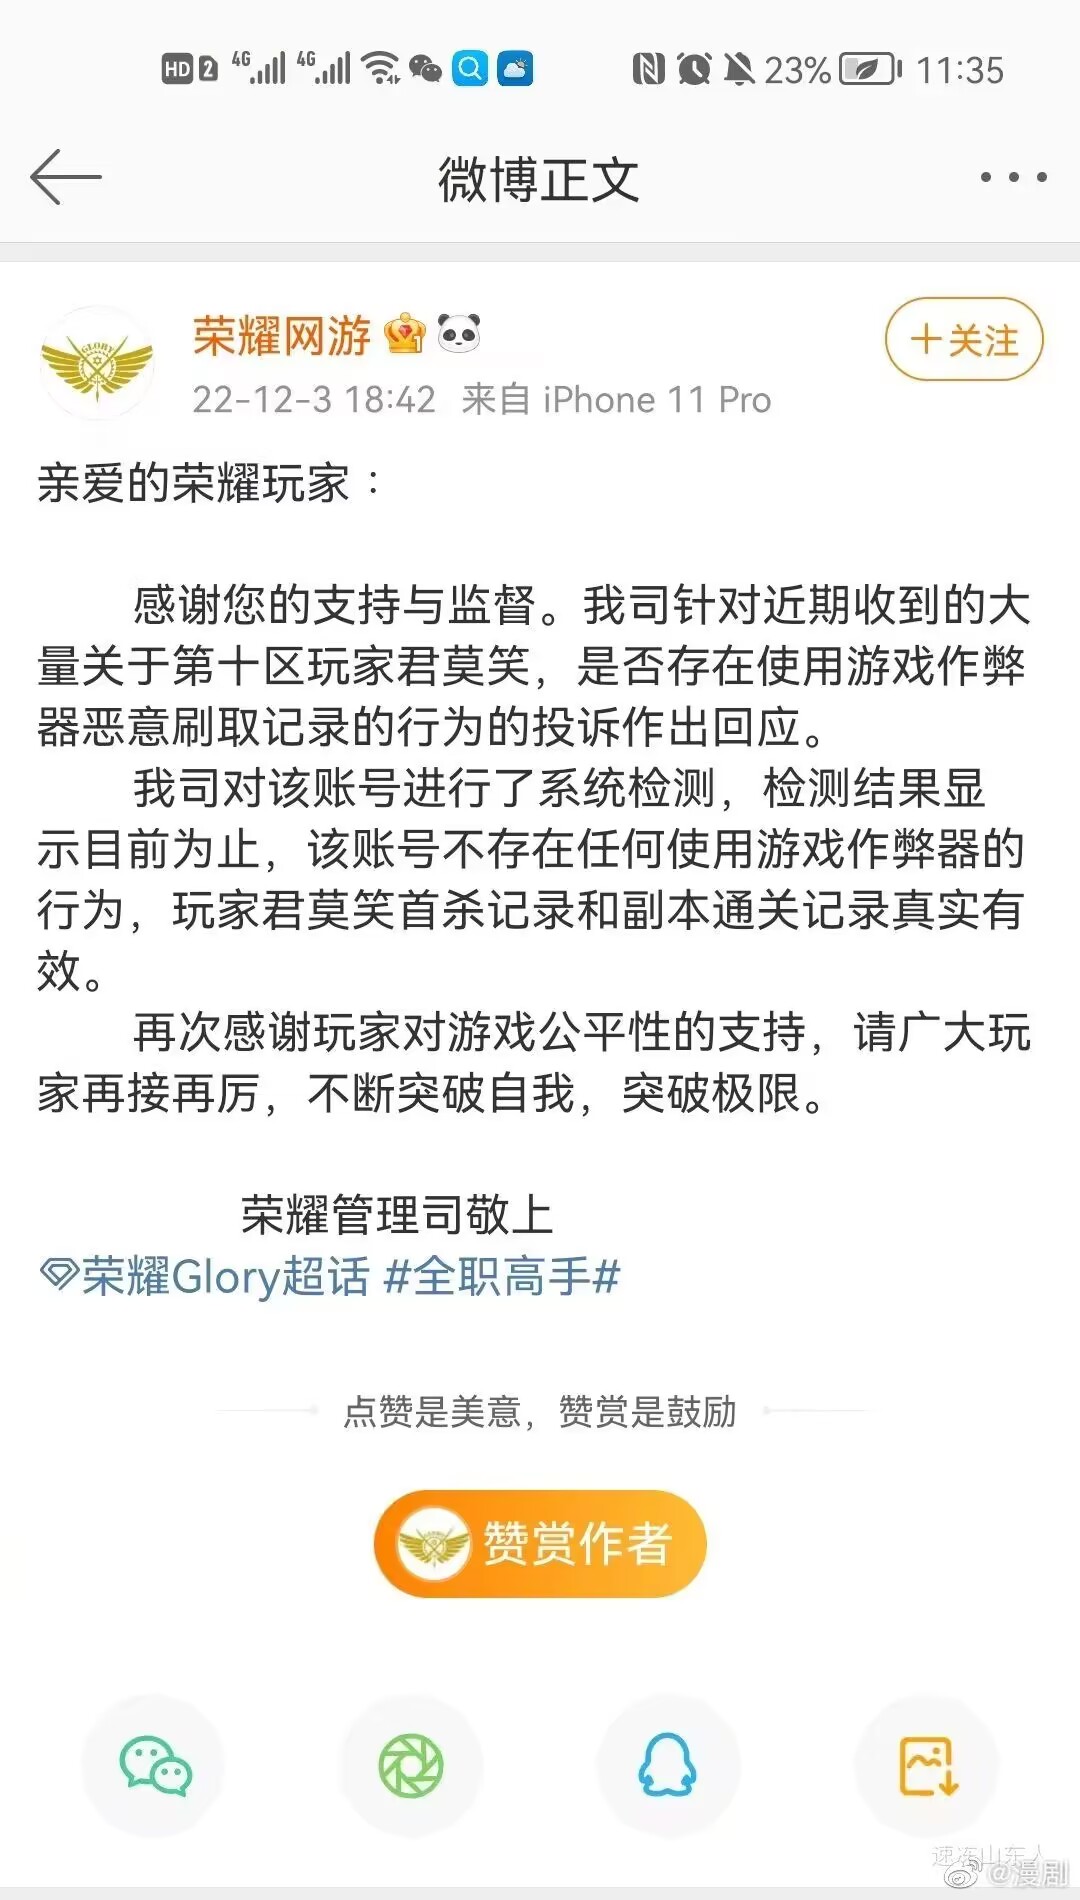 HD 2 4G 4G 23% 11:35
微博正文
荣耀网游
+关注
22-12-3 18:42 来自 iPhone 11 Pro
亲爱的荣耀玩家：
感谢您的支持与监督。我司针对近期收到的大
量关于第十区玩家君莫笑，是否存在使用游戏作弊
器恶意刷取记录的行为的投诉作出回应。
我司对该账号进行了系统检测，检测结果显
示目前为止，该账号不存在任何使用游戏作弊器的
行为，玩家君莫笑首杀记录和副本通关记录真实有
效。
再次感谢玩家对游戏公平性的支持，请广大玩
家再接再厉，不断突破自我，突破极限。
荣耀管理司敬上
荣耀Glory超话 #全职高手#
点赞是美意，赞赏是鼓励
赞赏作者
速冻山东人
@漫剧